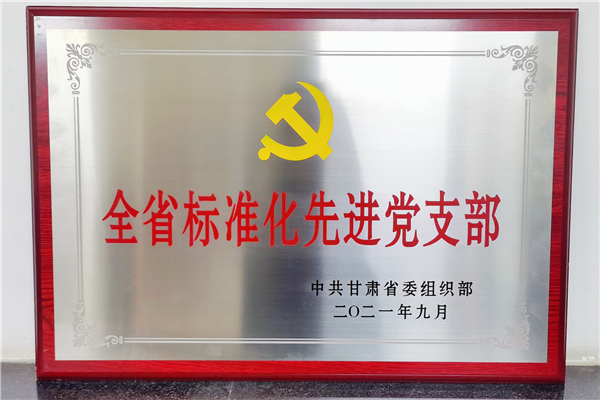 全省标准化先进党支部
中共甘肃省委组织部
二〇二一年九月